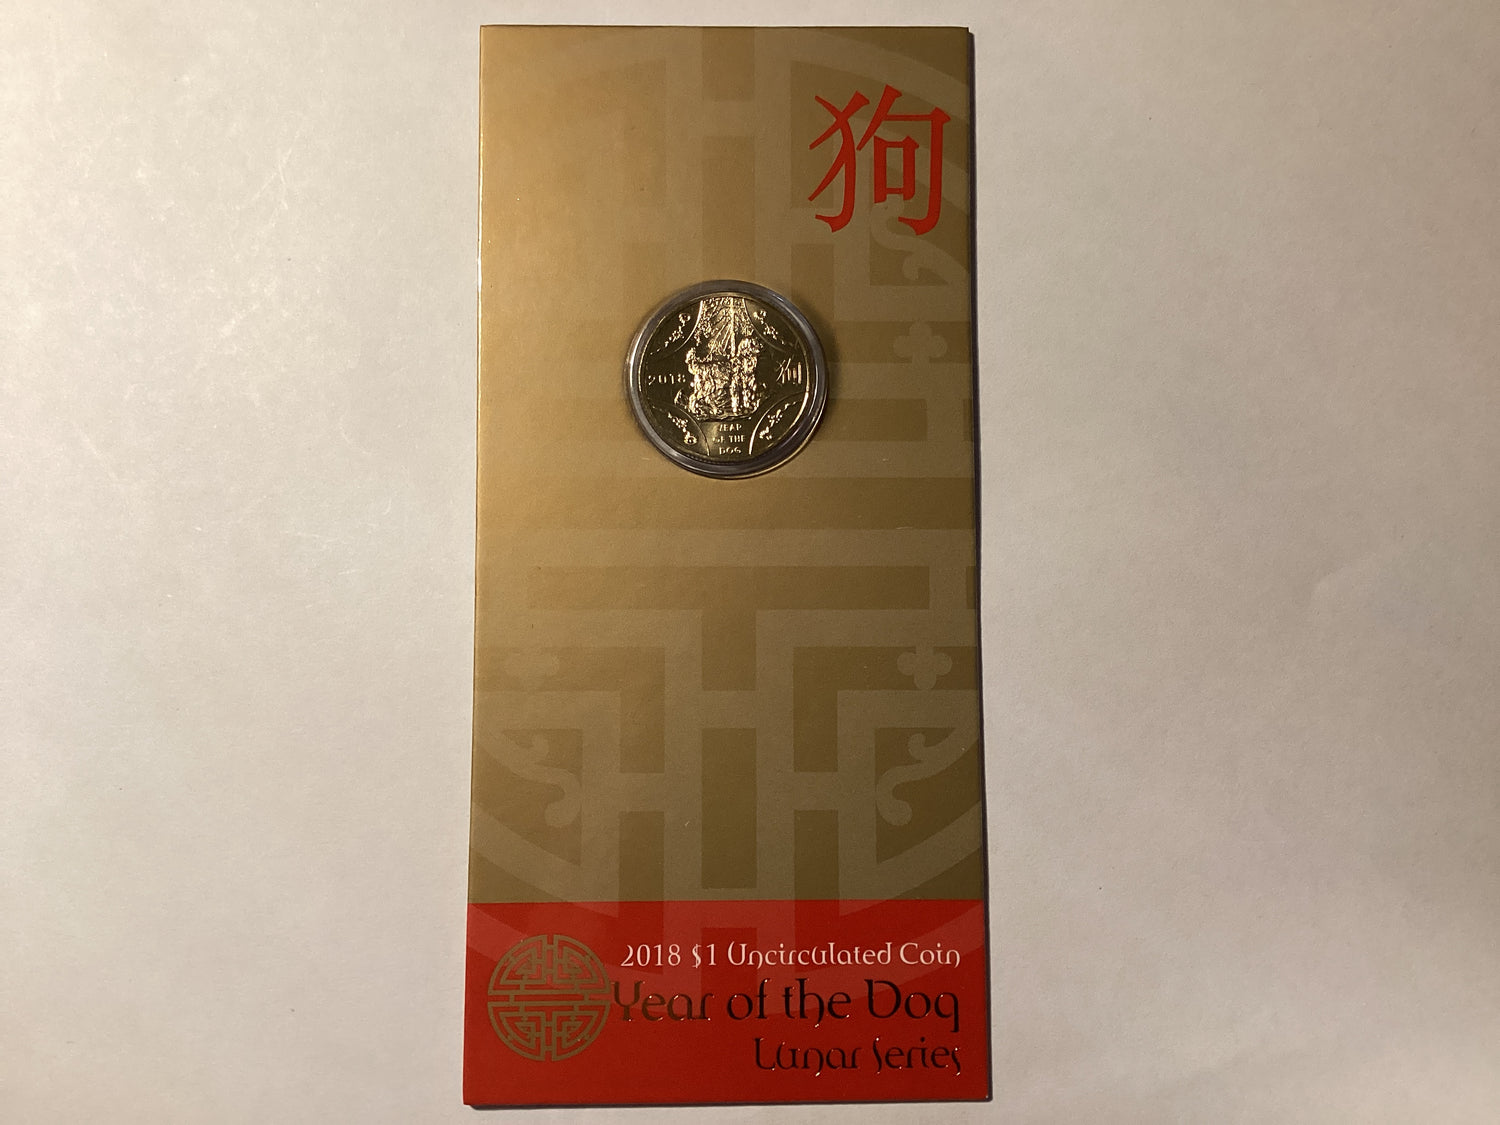 狗
2018
狗
YEAR
OF THE
DOG
2018 $1 Uncirculated Coin
Year of the Dog
Lunar Series